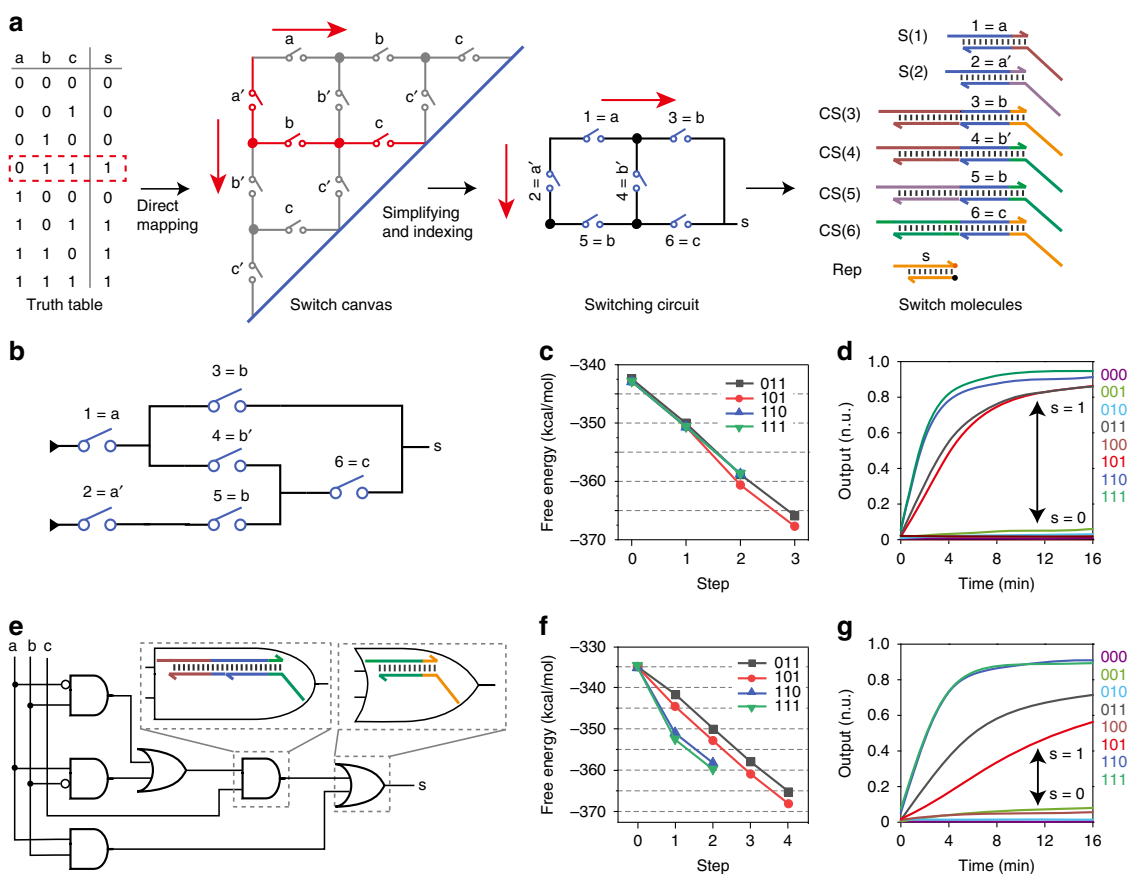 a
a b c s
0 0 0 0
0 0 1 0
0 1 0 0
0 1 1 1
1 0 0 0
1 0 1 1
1 1 0 1
1 1 1 1
Truth table
Direct
mapping
a b c
a′ b′ c′
b c
b′ c′
c
c′
Switch canvas
Simplifying
and indexing
1 = a 3 = b
2 = a′ 4 = b′
s
5 = b 6 = c
Switching circuit
S(1) 1 = a
S(2) 2 = a′
CS(3) 3 = b
CS(4) 4 = b′
CS(5) 5 = b
CS(6) 6 = c
Rep s
Switch molecules
b
3 = b
1 = a
4 = b′
s
6 = c
2 = a′ 5 = b
c
Free energy (kcal/mol)
−340
−350
−360
−370
011
101
110
111
0 1 2 3
Step
d
Output (n.u.)
1.0
0.8
0.6
0.4
0.2
0
s = 1
s = 0
000
001
010
011
100
101
110
111
0 4 8 12 16
Time (min)
e
a b c
s
f
Free energy (kcal/mol)
−330
−340
−350
−360
−370
011
101
110
111
0 1 2 3 4
Step
g
Output (n.u.)
1.0
0.8
0.6
0.4
0.2
0
s = 1
s = 0
000
001
010
011
100
101
110
111
0 4 8 12 16
Time (min)